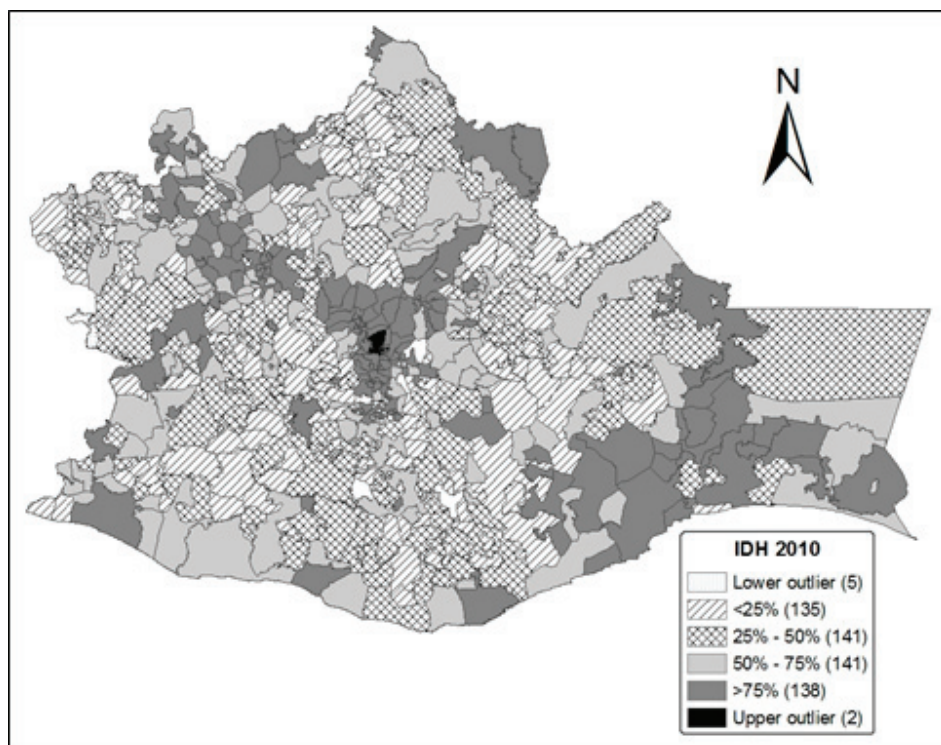 N
IDH 2010
Lower outlier (5)
<25% (135)
25% - 50% (141)
50% - 75% (141)
>75% (138)
Upper outlier (2)